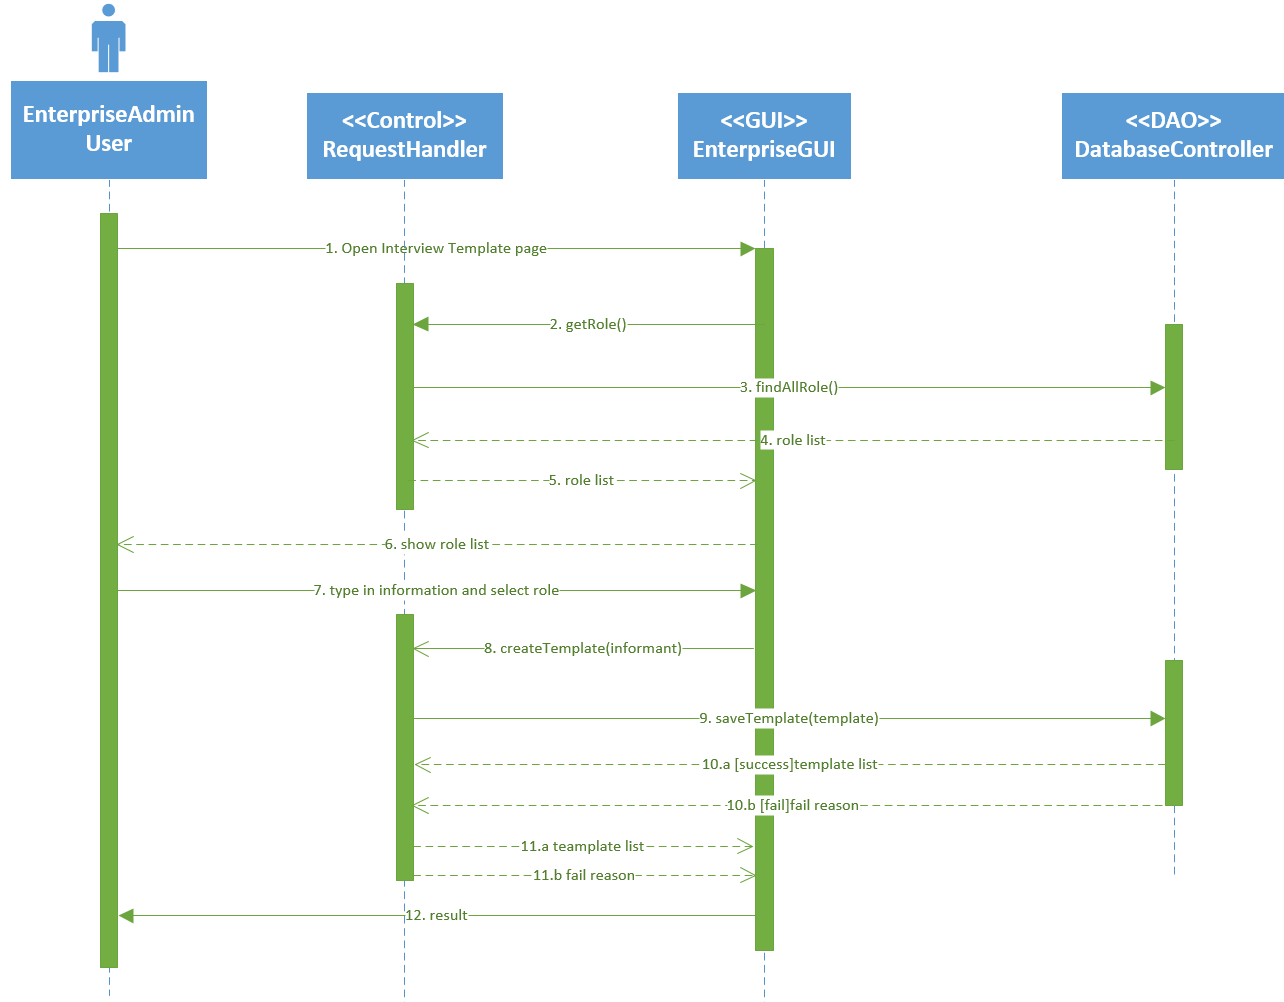 EnterpriseAdmin
User
<<Control>>
RequestHandler
<<GUI>>
EnterpriseGUI
<<DAO>>
DatabaseController
1. Open Interview Template page
2. getRole()
3. findAllRole()
4. role list
5. role list
6. show role list
7. type in information and select role
8. createTemplate(informant)
9. saveTemplate(template)
10.a [success]template list
10.b [fail]fail reason
11.a teamplate list
11.b fail reason
12. result